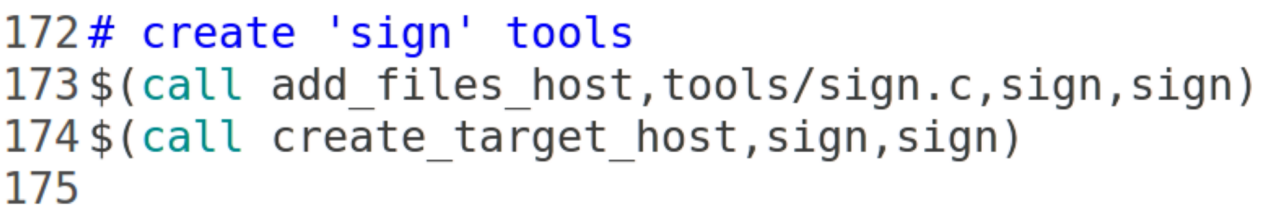 172# create 'sign' tools
173$(call add_files_host,tools/sign.c,sign,sign)
174$(call create_target_host,sign,sign)
175